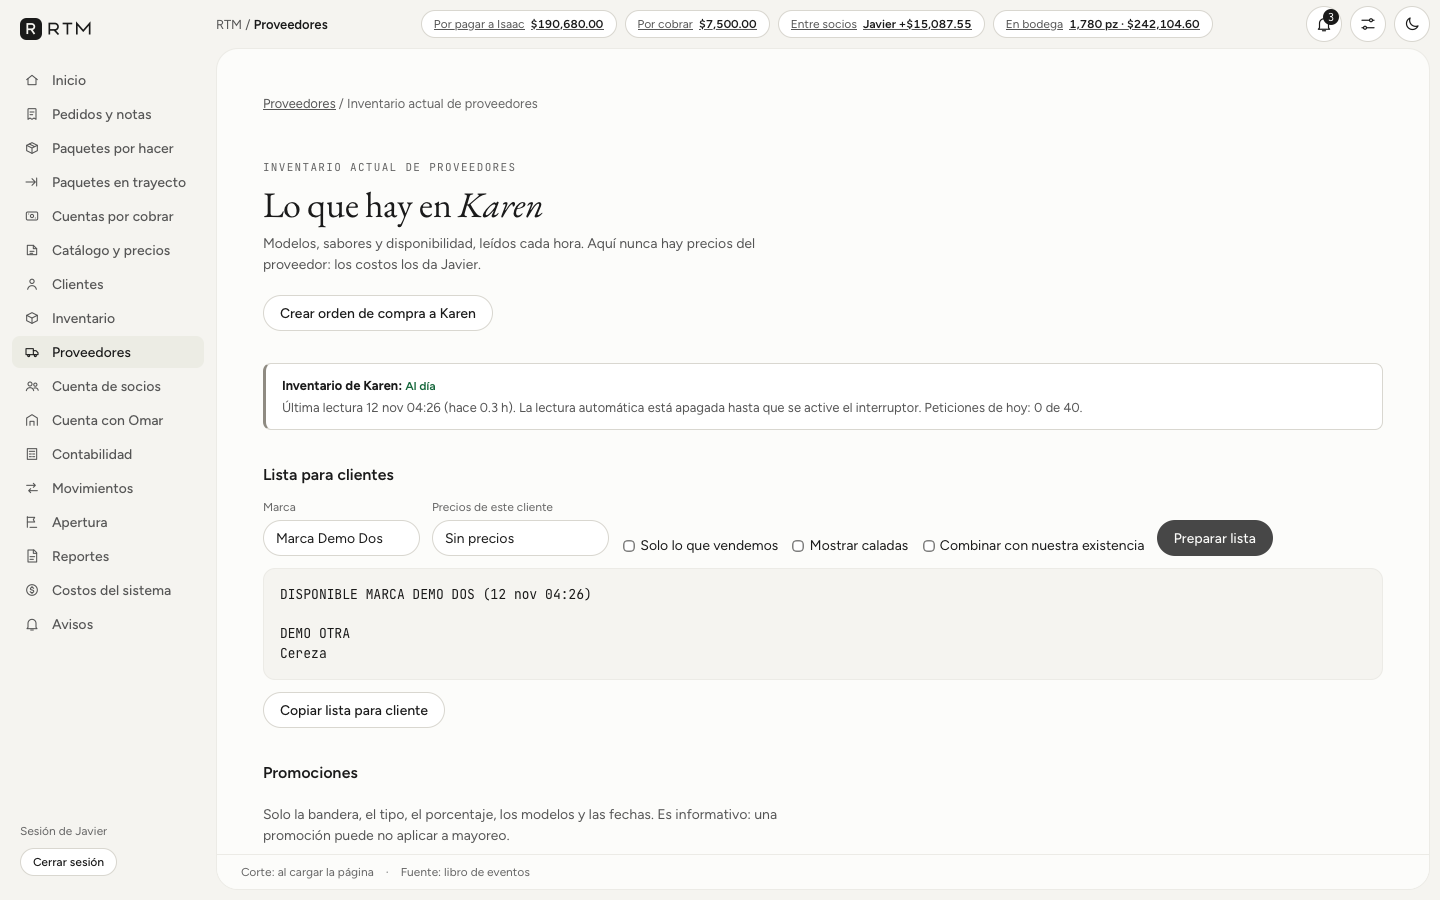 R RTM
RTM / Proveedores
Por pagar a Isaac $190,680.00
Por cobrar $7,500.00
Entre socios Javier +$15,087.55
En bodega 1,780 pz · $242,104.60
3
Inicio
Pedidos y notas
Paquetes por hacer
Paquetes en trayecto
Cuentas por cobrar
Catálogo y precios
Clientes
Inventario
Proveedores
Cuenta de socios
Cuenta con Omar
Contabilidad
Movimientos
Apertura
Reportes
Costos del sistema
Avisos
Sesión de Javier
Cerrar sesión
Proveedores / Inventario actual de proveedores
INVENTARIO ACTUAL DE PROVEEDORES
Lo que hay en Karen
Modelos, sabores y disponibilidad, leídos cada hora. Aquí nunca hay precios del
proveedor: los costos los da Javier.
Crear orden de compra a Karen
Inventario de Karen: Al día
Última lectura 12 nov 04:26 (hace 0.3 h). La lectura automática está apagada hasta que se active el interruptor. Peticiones de hoy: 0 de 40.
Lista para clientes
Marca
Precios de este cliente
Marca Demo Dos
Sin precios
Solo lo que vendemos
Mostrar caladas
Combinar con nuestra existencia
Preparar lista
DISPONIBLE MARCA DEMO DOS (12 nov 04:26)
DEMO OTRA
Cereza
Copiar lista para cliente
Promociones
Solo la bandera, el tipo, el porcentaje, los modelos y las fechas. Es informativo: una
promoción puede no aplicar a mayoreo.
Corte: al cargar la página · Fuente: libro de eventos